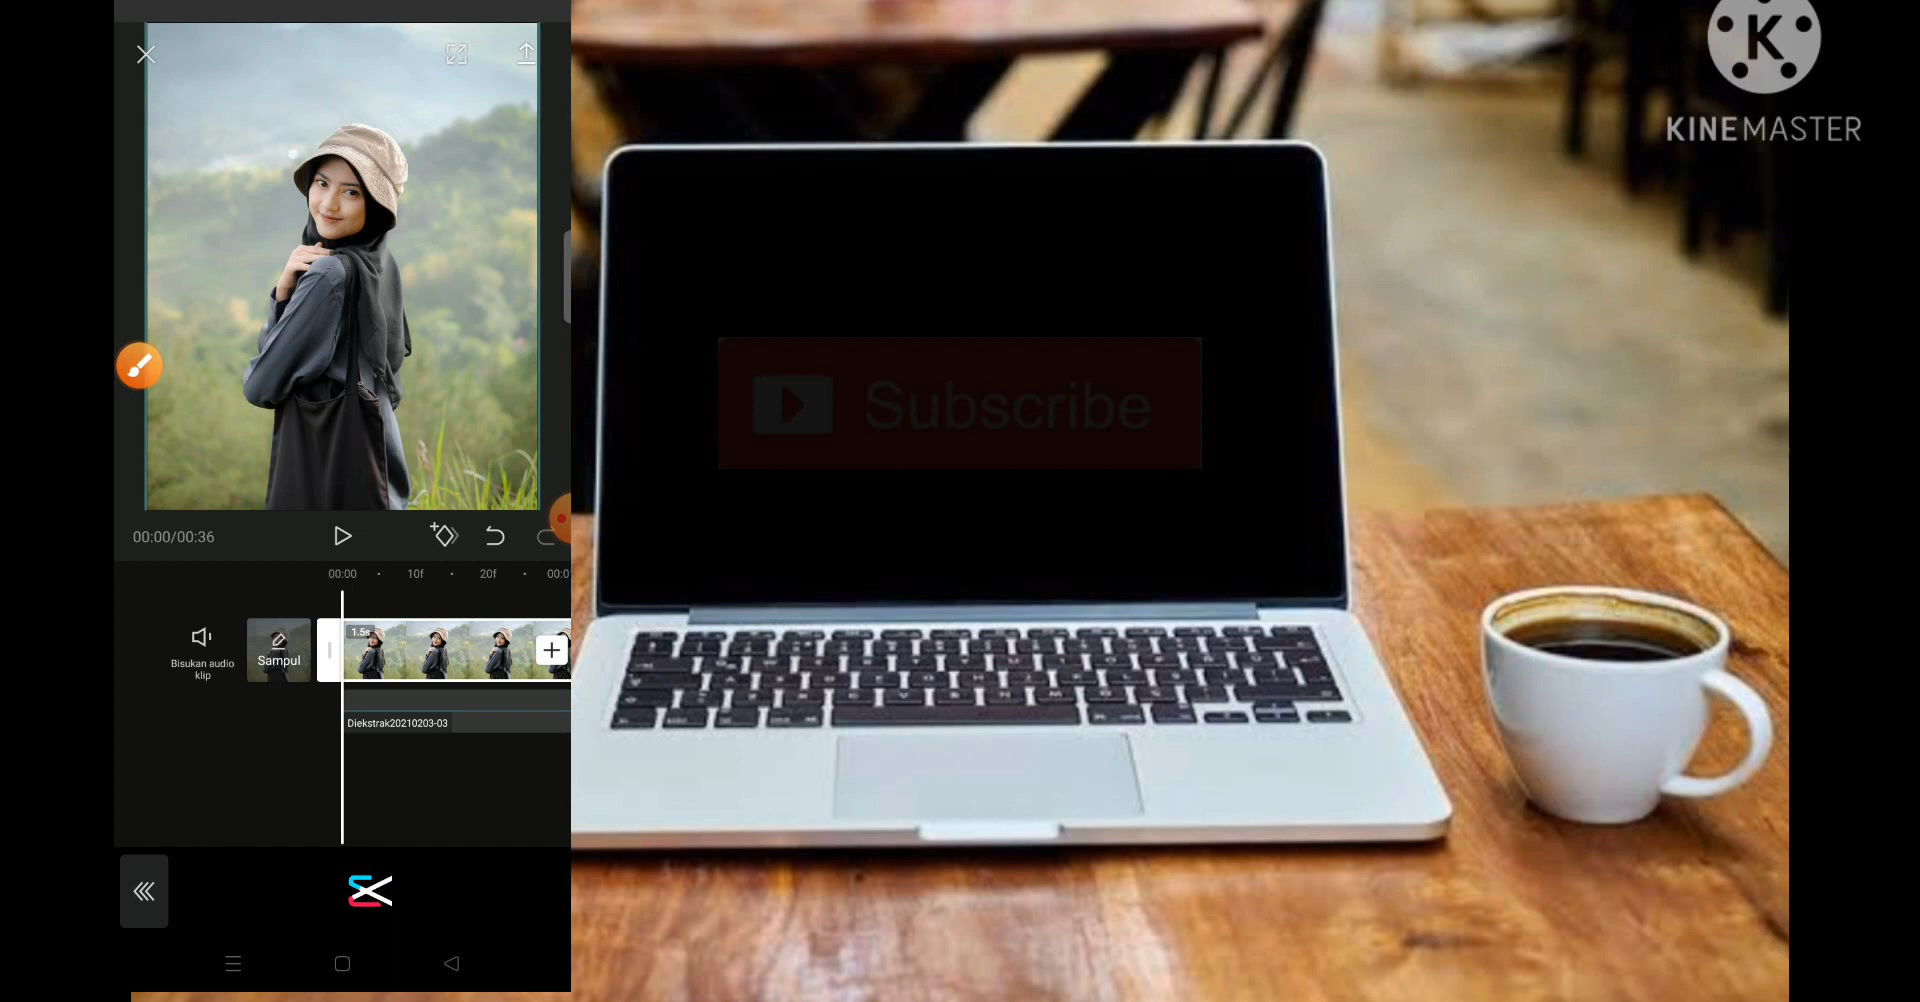 KINEMASTER
Subscribe
00:00/00:36
00:00 10f 20f
1.5s
Bisukan audio
klip
Sampul
Diekstrak20210203-03